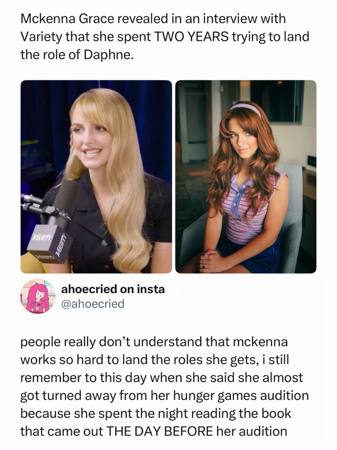 Mckenna Grace revealed in an interview with
Variety that she spent TWO YEARS trying to land
the role of Daphne.
VARIETY
VARIETY
ahoecried on insta
@ahoecried
people really don’t understand that mckenna
works so hard to land the roles she gets, i still
remember to this day when she said she almost
got turned away from her hunger games audition
because she spent the night reading the book
that came out THE DAY BEFORE her audition